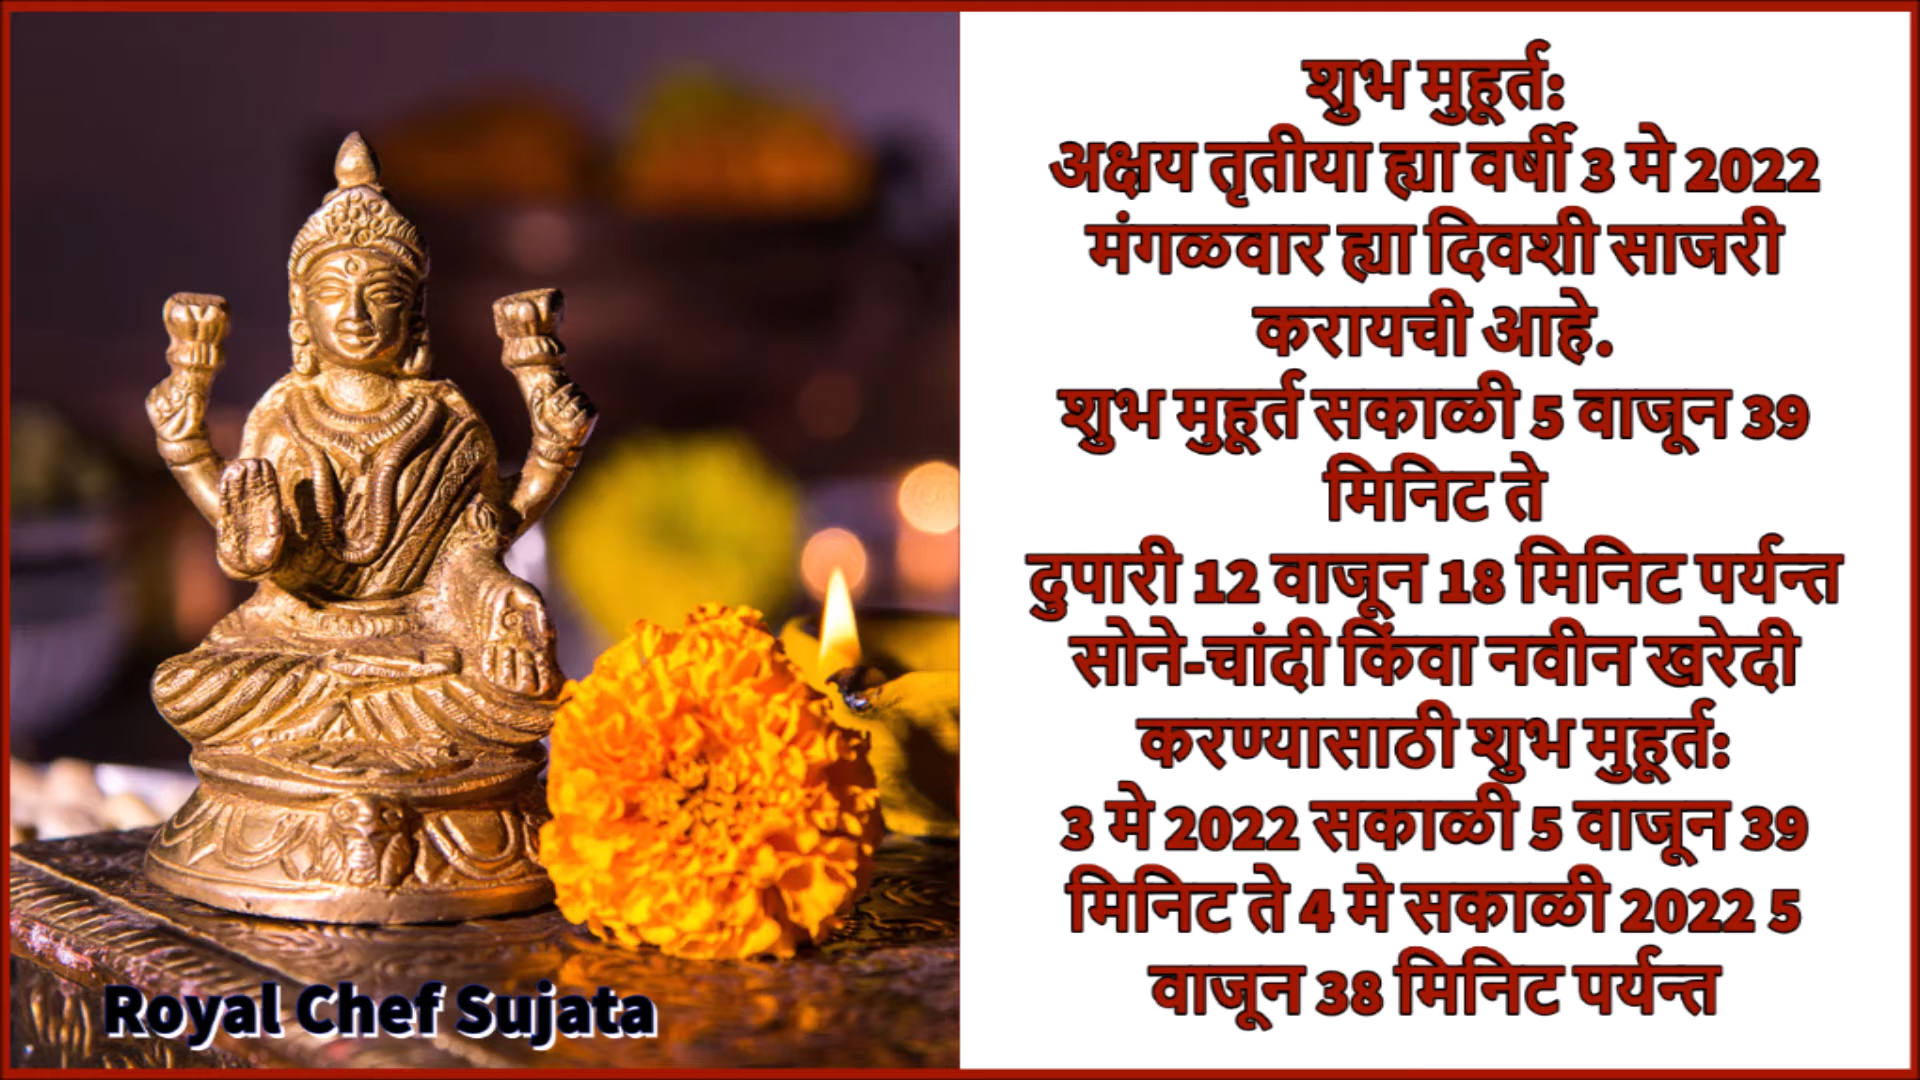 शुभ मुहूर्त:
अक्षय तृतीया ह्या वर्षी 3 मे 2022
मंगळवार ह्या दिवशी साजरी
करायची आहे.
शुभ मुहूर्त सकाळी 5 वाजून 39
मिनिट ते
दुपारी 12 वाजून 18 मिनिट पर्यन्त
सोने-चांदी किंवा नवीन खरेदी
करण्यासाठी शुभ मुहूर्त:
3 मे 2022 सकाळी 5 वाजून 39
मिनिट ते 4 मे सकाळी 2022 5
वाजून 38 मिनिट पर्यन्त
Royal Chef Sujata